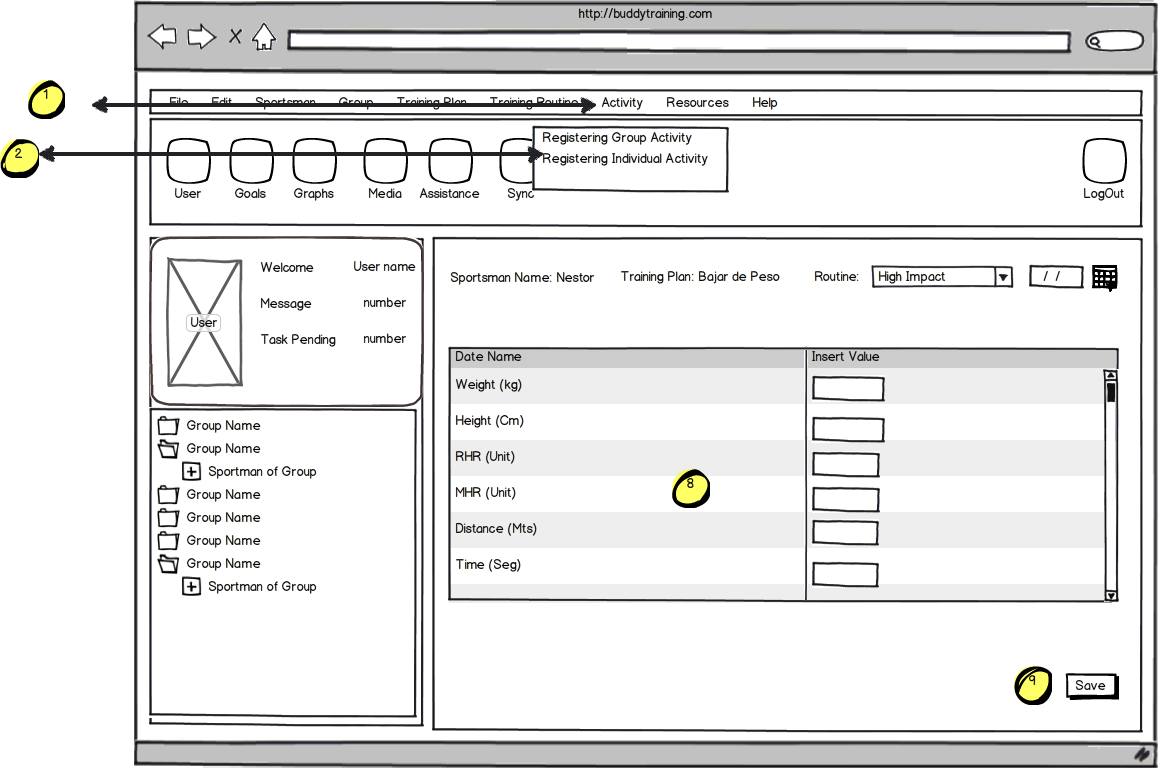 http://buddytraining.com
1
File Edit Sportsman Group Training Plan Training Routine Activity Resources Help
Registering Group Activity
2
Registering Individual Activity
User Goals Graphs Media Assistance Sync LogOut
User
Welcome User name
Message number
Task Pending number
Sportsman Name: Nestor Training Plan: Bajar de Peso Routine: High Impact / /
Group Name
Group Name
Sportman of Group
Group Name
Group Name
Group Name
Group Name
Sportman of Group
Date Name Insert Value
Weight (kg)
Height (Cm)
RHR (Unit)
MHR (Unit)
8
Distance (Mts)
Time (Seg)
9
Save